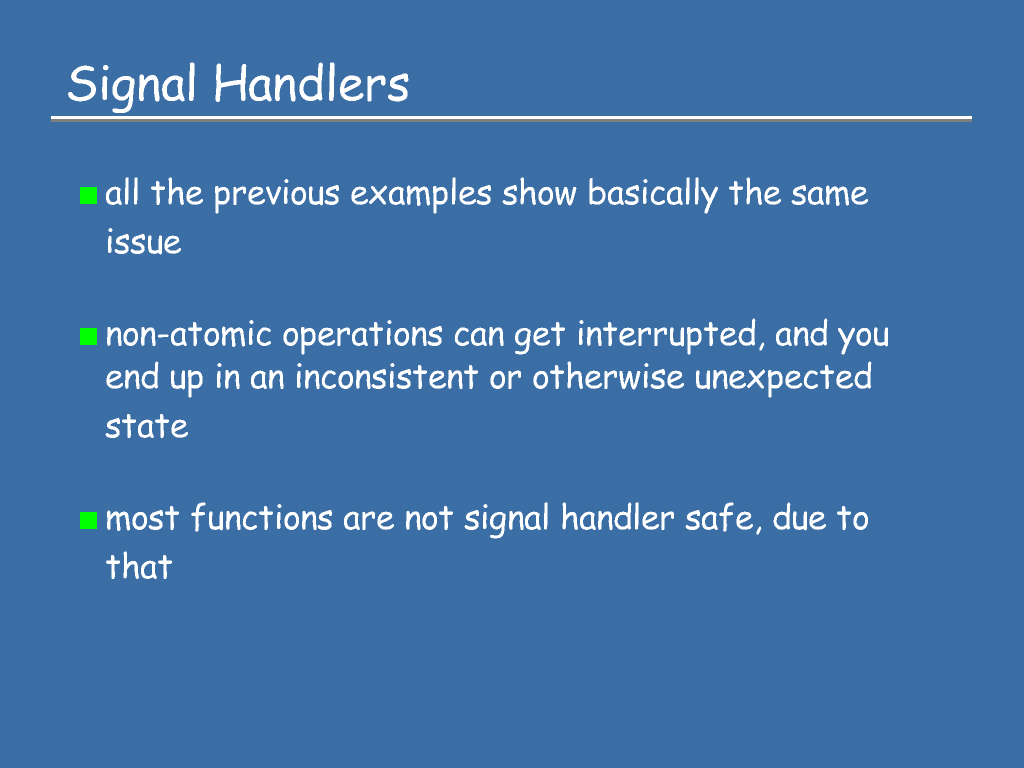 Signal Handlers
all the previous examples show basically the same
issue
non-atomic operations can get interrupted, and you
end up in an inconsistent or otherwise unexpected
state
most functions are not signal handler safe, due to
that